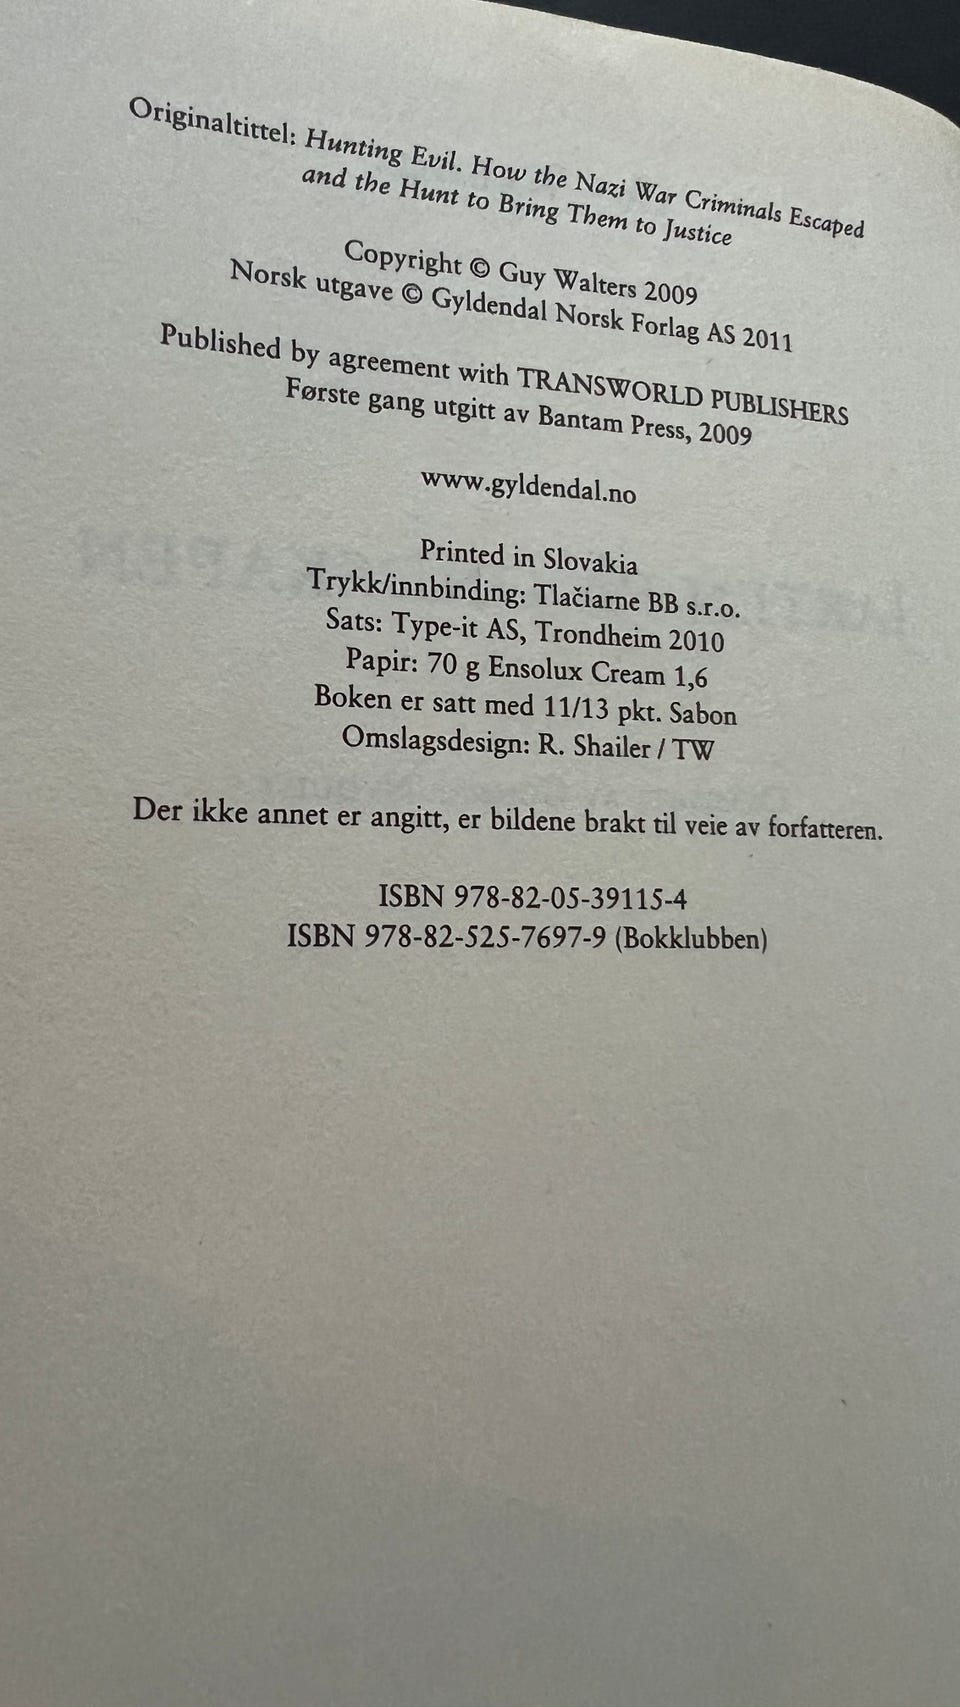 Originaltittel: Hunting Evil. How the Nazi War Criminals Escaped
and the Hunt to Bring Them to Justice
Copyright © Guy Walters 2009
Norsk utgave © Gyldendal Norsk Forlag AS 2011
Published by agreement with TRANSWORLD PUBLISHERS
Første gang utgitt av Bantam Press, 2009
www.gyldendal.no
Printed in Slovakia
Trykk/innbinding: Tlačiarne BB s.r.o.
Sats: Type-it AS, Trondheim 2010
Papir: 70 g Ensolux Cream 1,6
Boken er satt med 11/13 pkt. Sabon
Omslagsdesign: R. Shailer / TW
Der ikke annet er angitt, er bildene brakt til veie av forfatteren.
ISBN 978-82-05-39115-4
ISBN 978-82-525-7697-9 (Bokklubben)